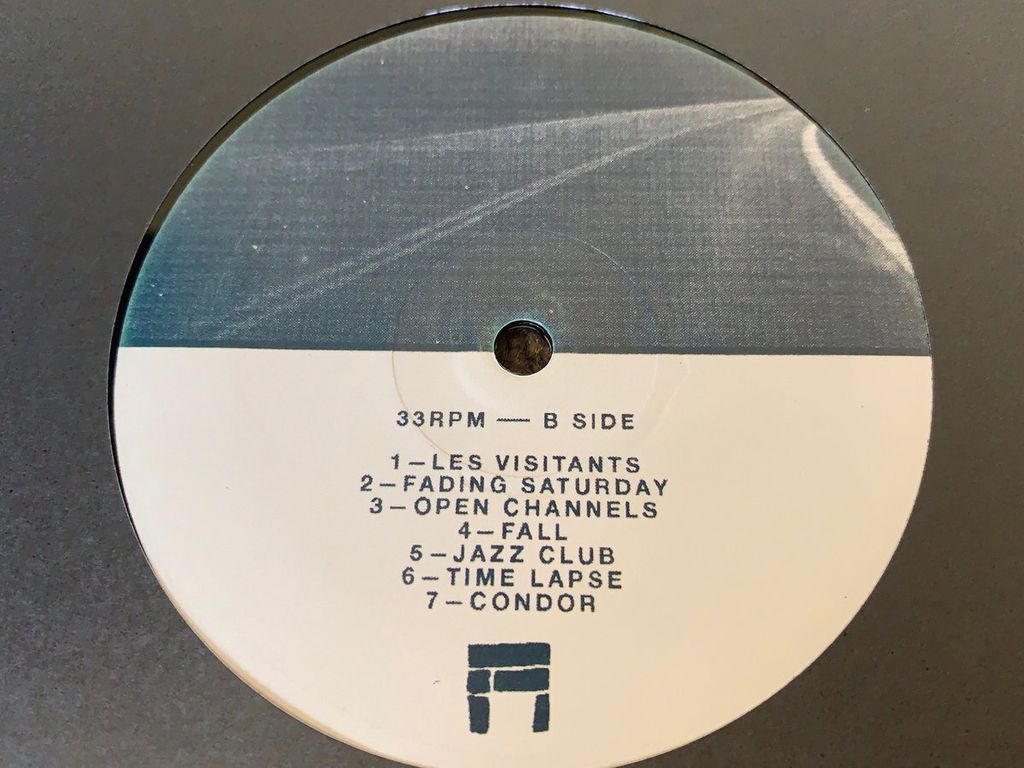 33RPM — B SIDE
1—LES VISITANTS
2—FADING SATURDAY
3—OPEN CHANNELS
4—FALL
5—JAZZ CLUB
6—TIME LAPSE
7—CONDOR